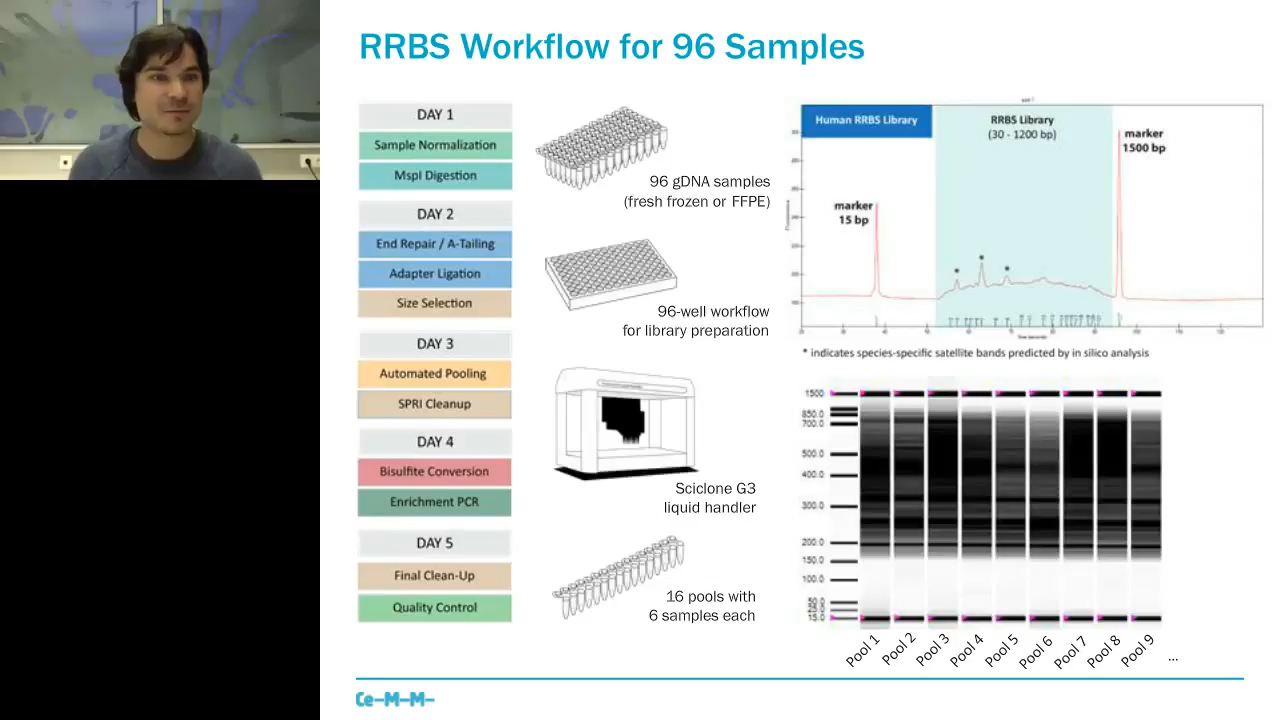 RRBS Workflow for 96 Samples
DAY 1
Sample Normalization
MspI Digestion
DAY 2
End Repair / A-Tailing
Adapter Ligation
Size Selection
DAY 3
Automated Pooling
SPRI Cleanup
DAY 4
Bisulfite Conversion
Enrichment PCR
DAY 5
Final Clean-Up
Quality Control
96 gDNA samples
(fresh frozen or FFPE)
96-well workflow
for library preparation
Sciclone G3
liquid handler
16 pools with
6 samples each
Human RRBS Library
RRBS Library
(30 - 1200 bp)
marker
1500 bp
marker
15 bp
* indicates species-specific satellite bands predicted by in silico analysis
1500
850.0
700.0
500.0
400.0
300.0
200.0
150.0
100.0
50.0
15.0
Pool 1
Pool 2
Pool 3
Pool 4
Pool 5
Pool 6
Pool 7
Pool 8
Pool 9
...
Ce-M-M-